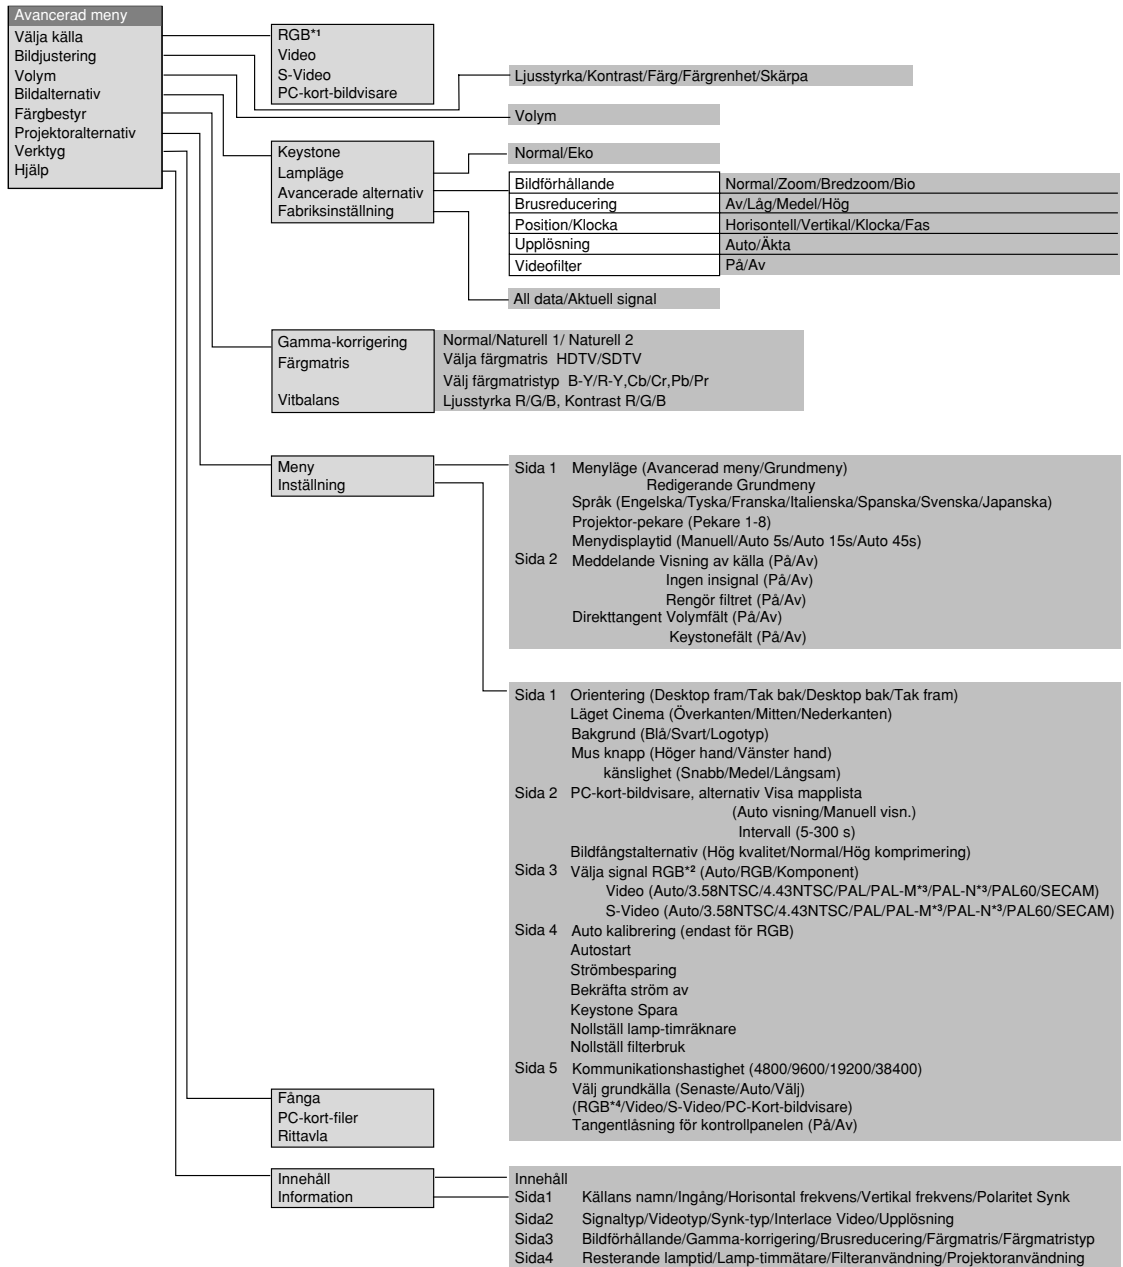 Avancerad meny
Välja källa
Bildjustering
Volym
Bildalternativ
Färgbestyr
Projektoralternativ
Verktyg
Hjälp
RGB*1
Video
S-Video
PC-kort-bildvisare
Ljusstyrka/Kontrast/Färg/Färgrenhet/Skärpa
Volym
Keystone
Lampläge
Avancerade alternativ
Fabriksinställning
Normal/Eko
Bildförhållande Normal/Zoom/Bredzoom/Bio
Brusreducering Av/Låg/Medel/Hög
Position/Klocka Horisontell/Vertikal/Klocka/Fas
Upplösning Auto/Äkta
Videofilter På/Av
All data/Aktuell signal
Gamma-korrigering Normal/Naturell 1/ Naturell 2
Färgmatris Välja färgmatris HDTV/SDTV
Välj färgmatristyp B-Y/R-Y,Cb/Cr,Pb/Pr
Vitbalans Ljusstyrka R/G/B, Kontrast R/G/B
Meny
Inställning
Sida 1 Menyläge (Avancerad meny/Grundmeny)
Redigerande Grundmeny
Språk (Engelska/Tyska/Franska/Italienska/Spanska/Svenska/Japanska)
Projektor-pekare (Pekare 1-8)
Menydisplaytid (Manuell/Auto 5s/Auto 15s/Auto 45s)
Sida 2 Meddelande Visning av källa (På/Av)
Ingen insignal (På/Av)
Rengör filtret (På/Av)
Direkttangent Volymfält (På/Av)
Keystonefält (På/Av)
Sida 1 Orientering (Desktop fram/Tak bak/Desktop bak/Tak fram)
Läget Cinema (Överkanten/Mitten/Nederkanten)
Bakgrund (Blå/Svart/Logotyp)
Mus knapp (Höger hand/Vänster hand)
känslighet (Snabb/Medel/Långsam)
Sida 2 PC-kort-bildvisare, alternativ Visa mapplista
(Auto visning/Manuell visn.)
Intervall (5-300 s)
Bildfångstalternativ (Hög kvalitet/Normal/Hög komprimering)
Sida 3 Välja signal RGB*2 (Auto/RGB/Komponent)
Video (Auto/3.58NTSC/4.43NTSC/PAL/PAL-M*3/PAL-N*3/PAL60/SECAM)
S-Video (Auto/3.58NTSC/4.43NTSC/PAL/PAL-M*3/PAL-N*3/PAL60/SECAM)
Sida 4 Auto kalibrering (endast för RGB)
Autostart
Strömbesparing
Bekräfta ström av
Keystone Spara
Nollställ lamp-timräknare
Nollställ filterbruk
Sida 5 Kommunikationshastighet (4800/9600/19200/38400)
Välj grundkälla (Senaste/Auto/Välj)
(RGB*4/Video/S-Video/PC-Kort-bildvisare)
Tangentlåsning för kontrollpanelen (På/Av)
Fånga
PC-kort-filer
Rittavla
Innehåll
Information
Innehåll
Sida1 Källans namn/Ingång/Horisontal frekvens/Vertikal frekvens/Polaritet Synk
Sida2 Signaltyp/Videotyp/Synk-typ/Interlace Video/Upplösning
Sida3 Bildförhållande/Gamma-korrigering/Brusreducering/Färgmatris/Färgmatristyp
Sida4 Resterande lamptid/Lamp-timmätare/Filteranvändning/Projektoranvändning